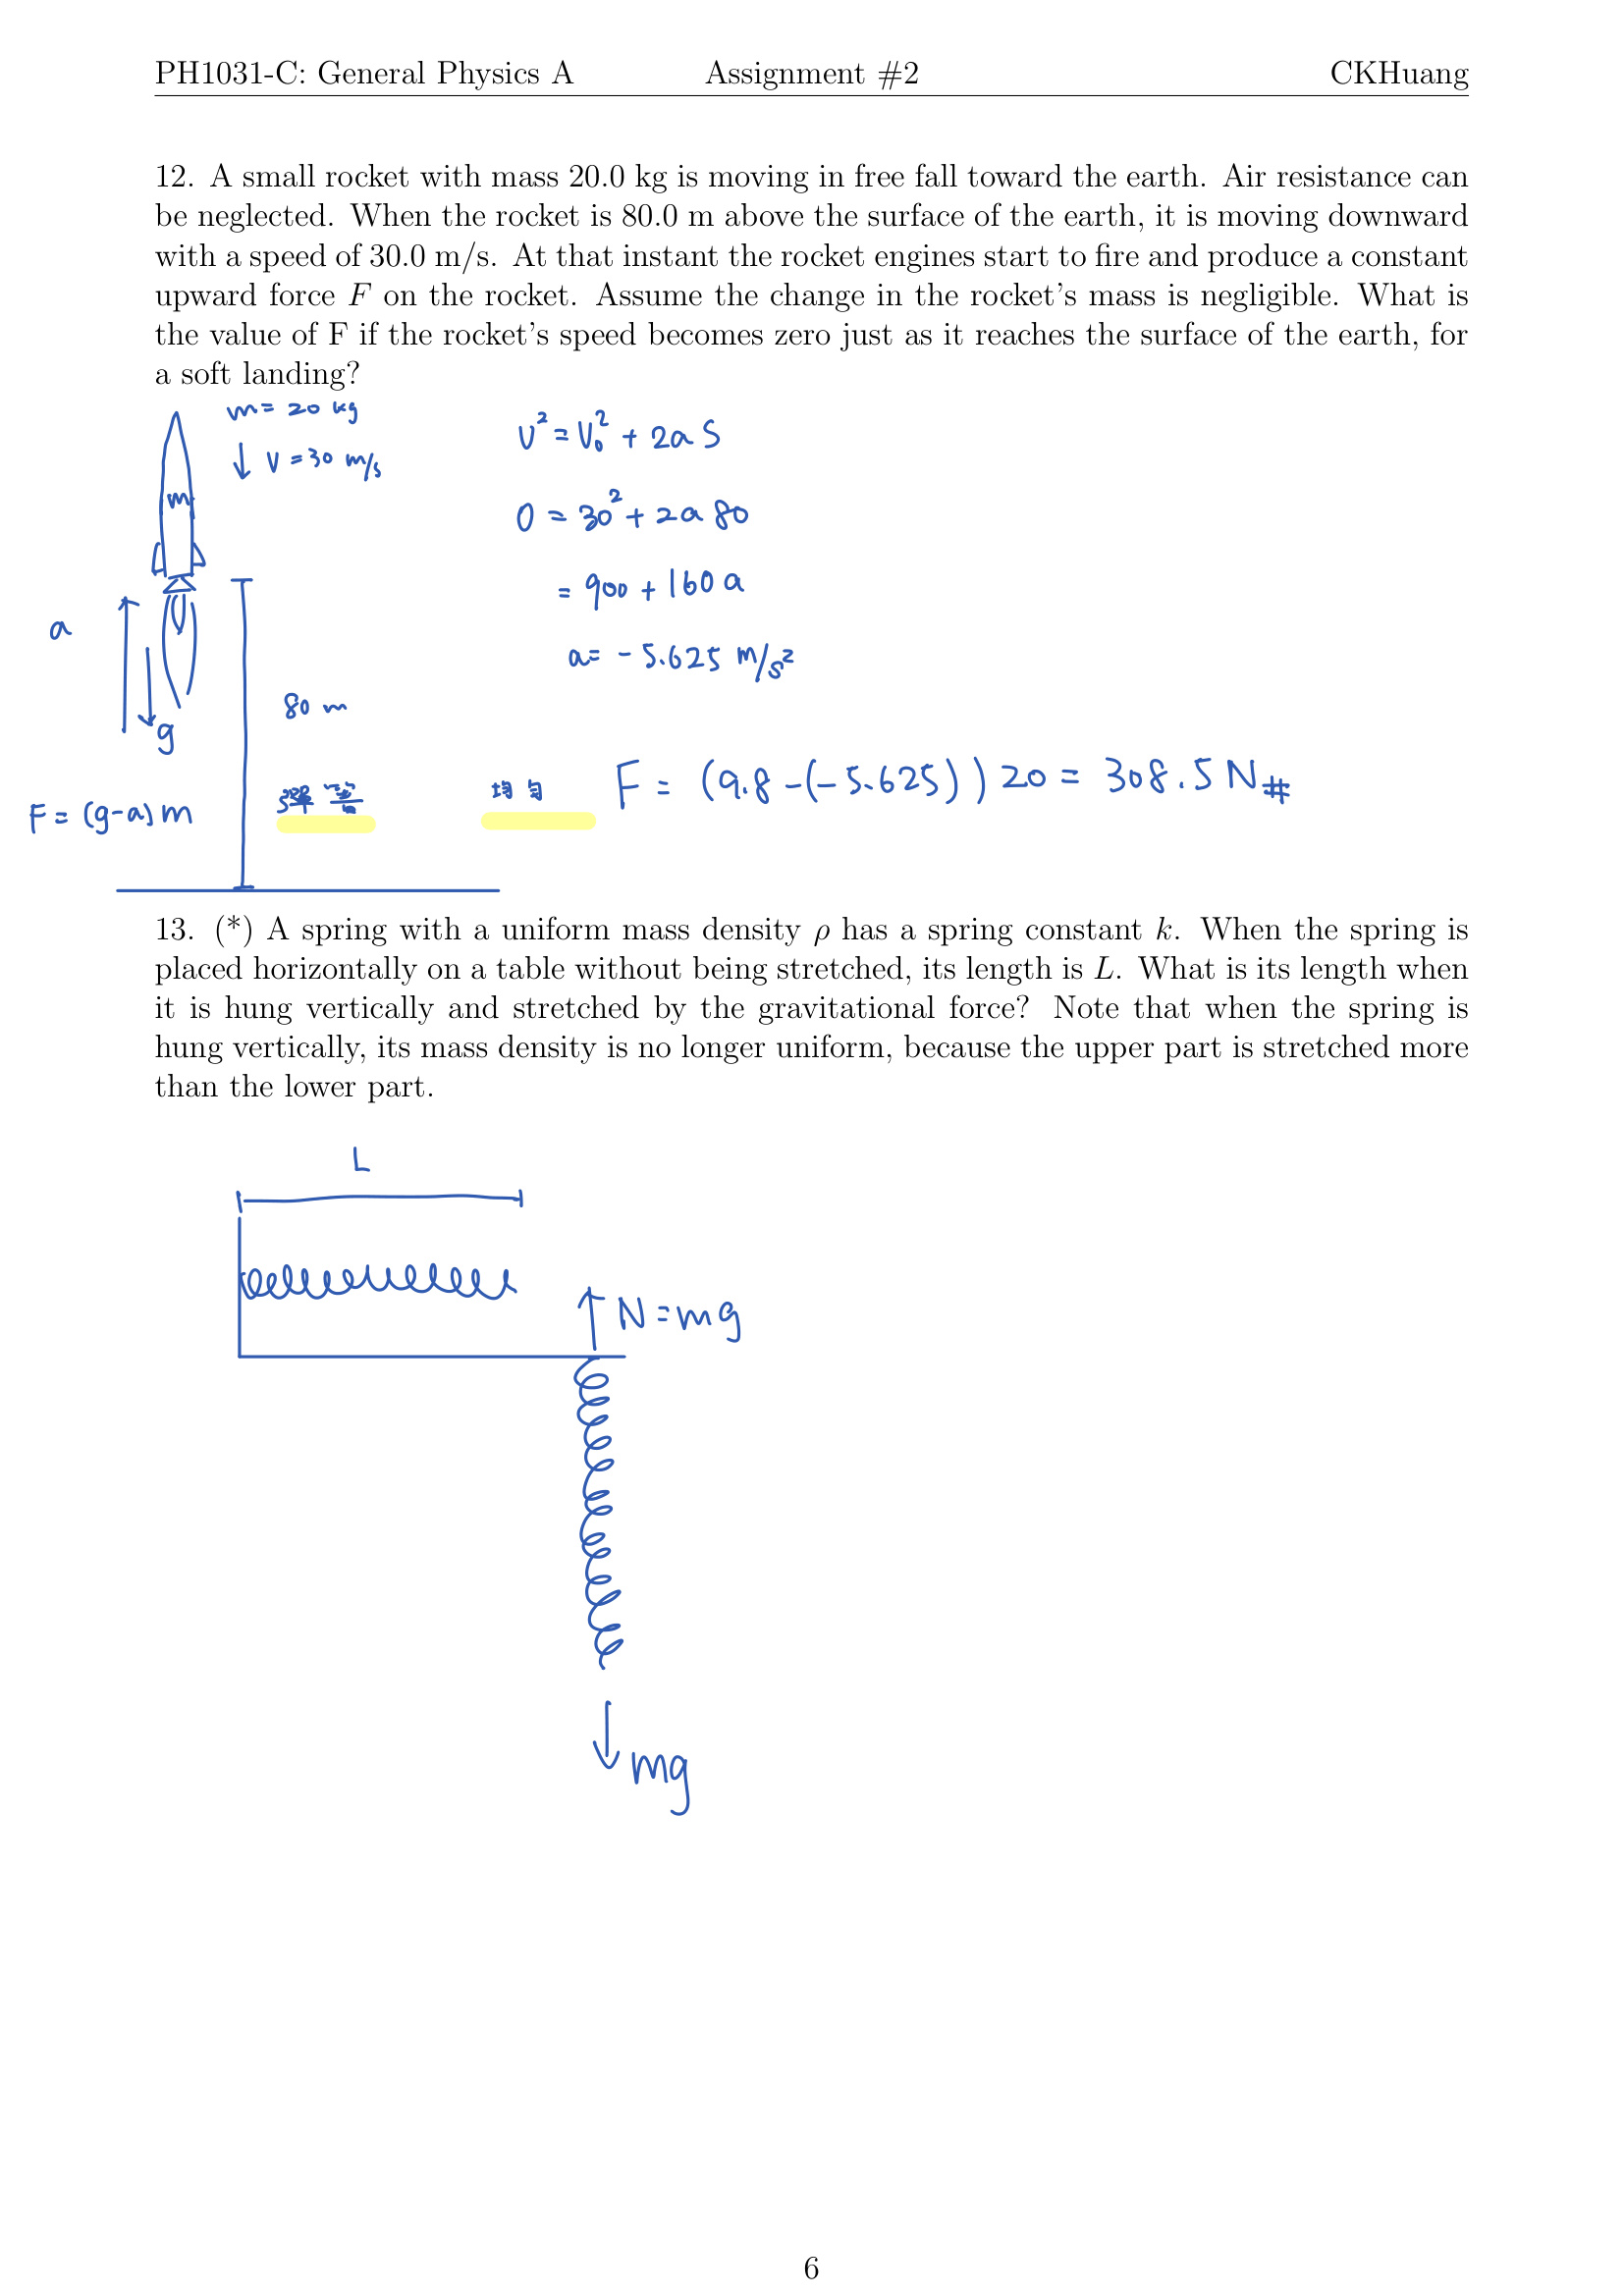 PH1031-C: General Physics A Assignment #2 CKHuang
12. A small rocket with mass 20.0 kg is moving in free fall toward the earth. Air resistance can
be neglected. When the rocket is 80.0 m above the surface of the earth, it is moving downward
with a speed of 30.0 m/s. At that instant the rocket engines start to fire and produce a constant
upward force F on the rocket. Assume the change in the rocket's mass is negligible. What is
the value of F if the rocket's speed becomes zero just as it reaches the surface of the earth, for
a soft landing?
m = 20 kg
↓ v = 30 m/s
m
a
g
80 m
F = (g-a) m
v² = v₀² + 2a S
0 = 30² + 2a 80
= 900 + 160 a
a = - 5.625 m/s²
彈簧
均勻
F = (9.8 - (-5.625)) 20 = 308.5 N #
13. (*) A spring with a uniform mass density ρ has a spring constant k. When the spring is
placed horizontally on a table without being stretched, its length is L. What is its length when
it is hung vertically and stretched by the gravitational force? Note that when the spring is
hung vertically, its mass density is no longer uniform, because the upper part is stretched more
than the lower part.
L
↑ N = mg
↓ mg
6